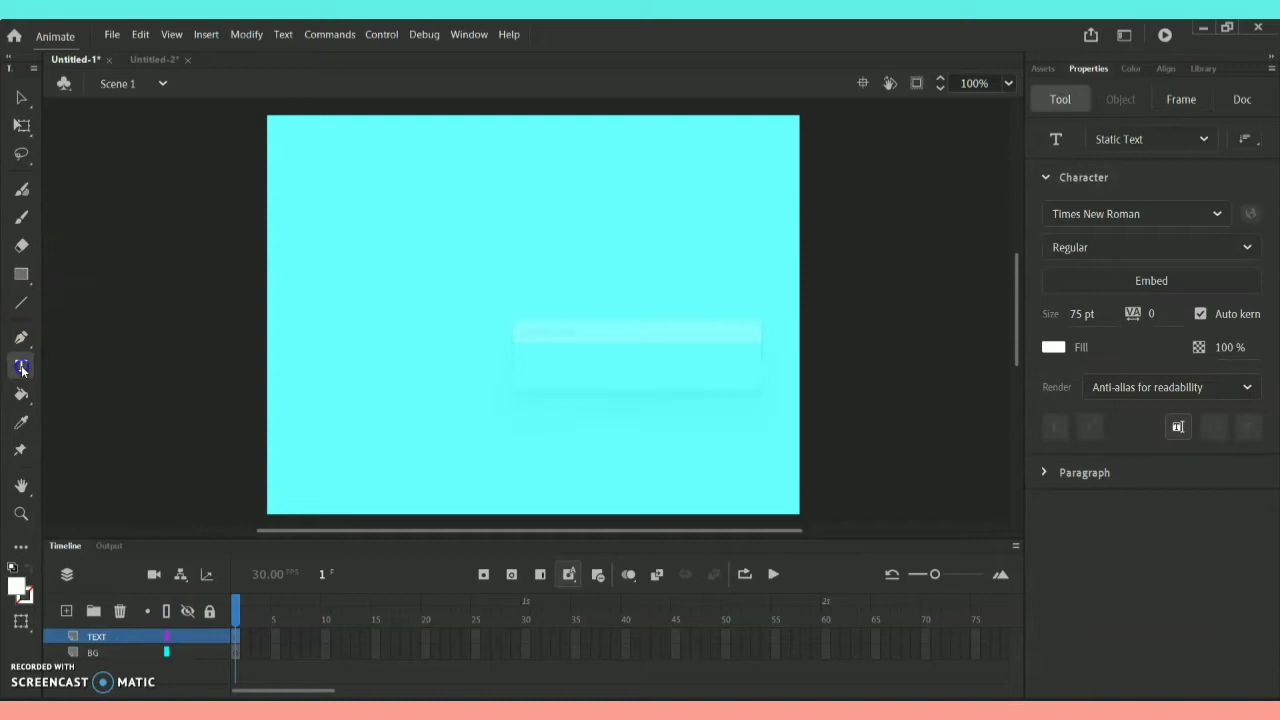 Animate File Edit View Insert Modify Text Commands Control Debug Window Help
Untitled-1* Untitled-2*
Scene 1 100%
Assets Properties Color Align Library
Tool Object Frame Doc
T Static Text
Character
Times New Roman
Regular
Embed
Size 75 pt VA 0 Auto kern
Fill 100 %
Render Anti-alias for readability
Paragraph
Timeline Output
30.00 FPS 1 F
1s 2s
5 10 15 20 25 30 35 40 45 50 55 60 65 70 75
TEXT
BG
RECORDED WITH
SCREENCAST MATIC